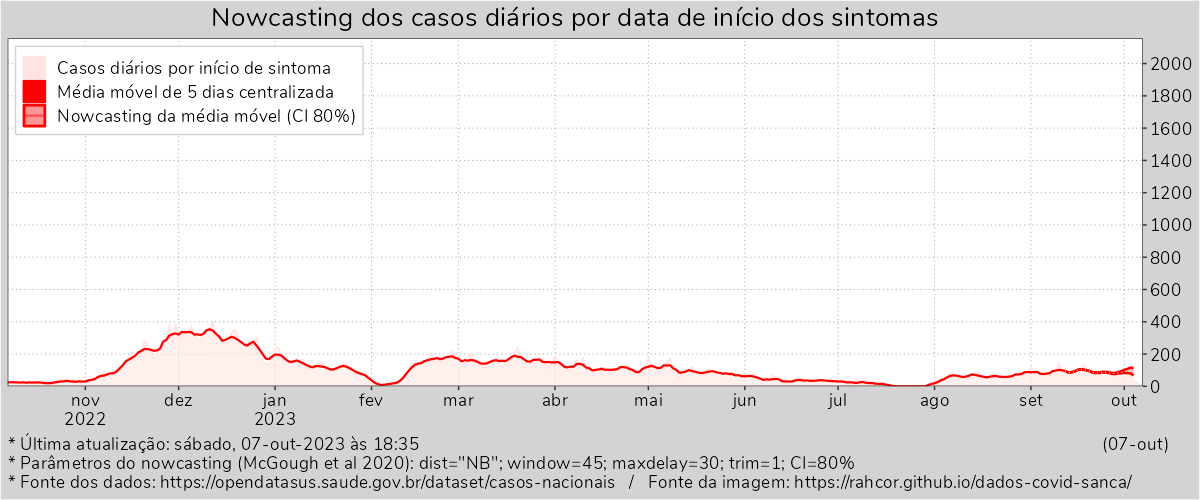 Nowcasting dos casos diários por data de início dos sintomas
Casos diários por início de sintoma
Média móvel de 5 dias centralizada
Nowcasting da média móvel (CI 80%)
2000
1800
1600
1400
1200
1000
800
600
400
200
0
nov dez jan fev mar abr mai jun jul ago set out
2022 2023
* Última atualização: sábado, 07-out-2023 às 18:35 (07-out)
* Parâmetros do nowcasting (McGough et al 2020): dist="NB"; window=45; maxdelay=30; trim=1; CI=80%
* Fonte dos dados: https://opendatasus.saude.gov.br/dataset/casos-nacionais / Fonte da imagem: https://rahcor.github.io/dados-covid-sanca/